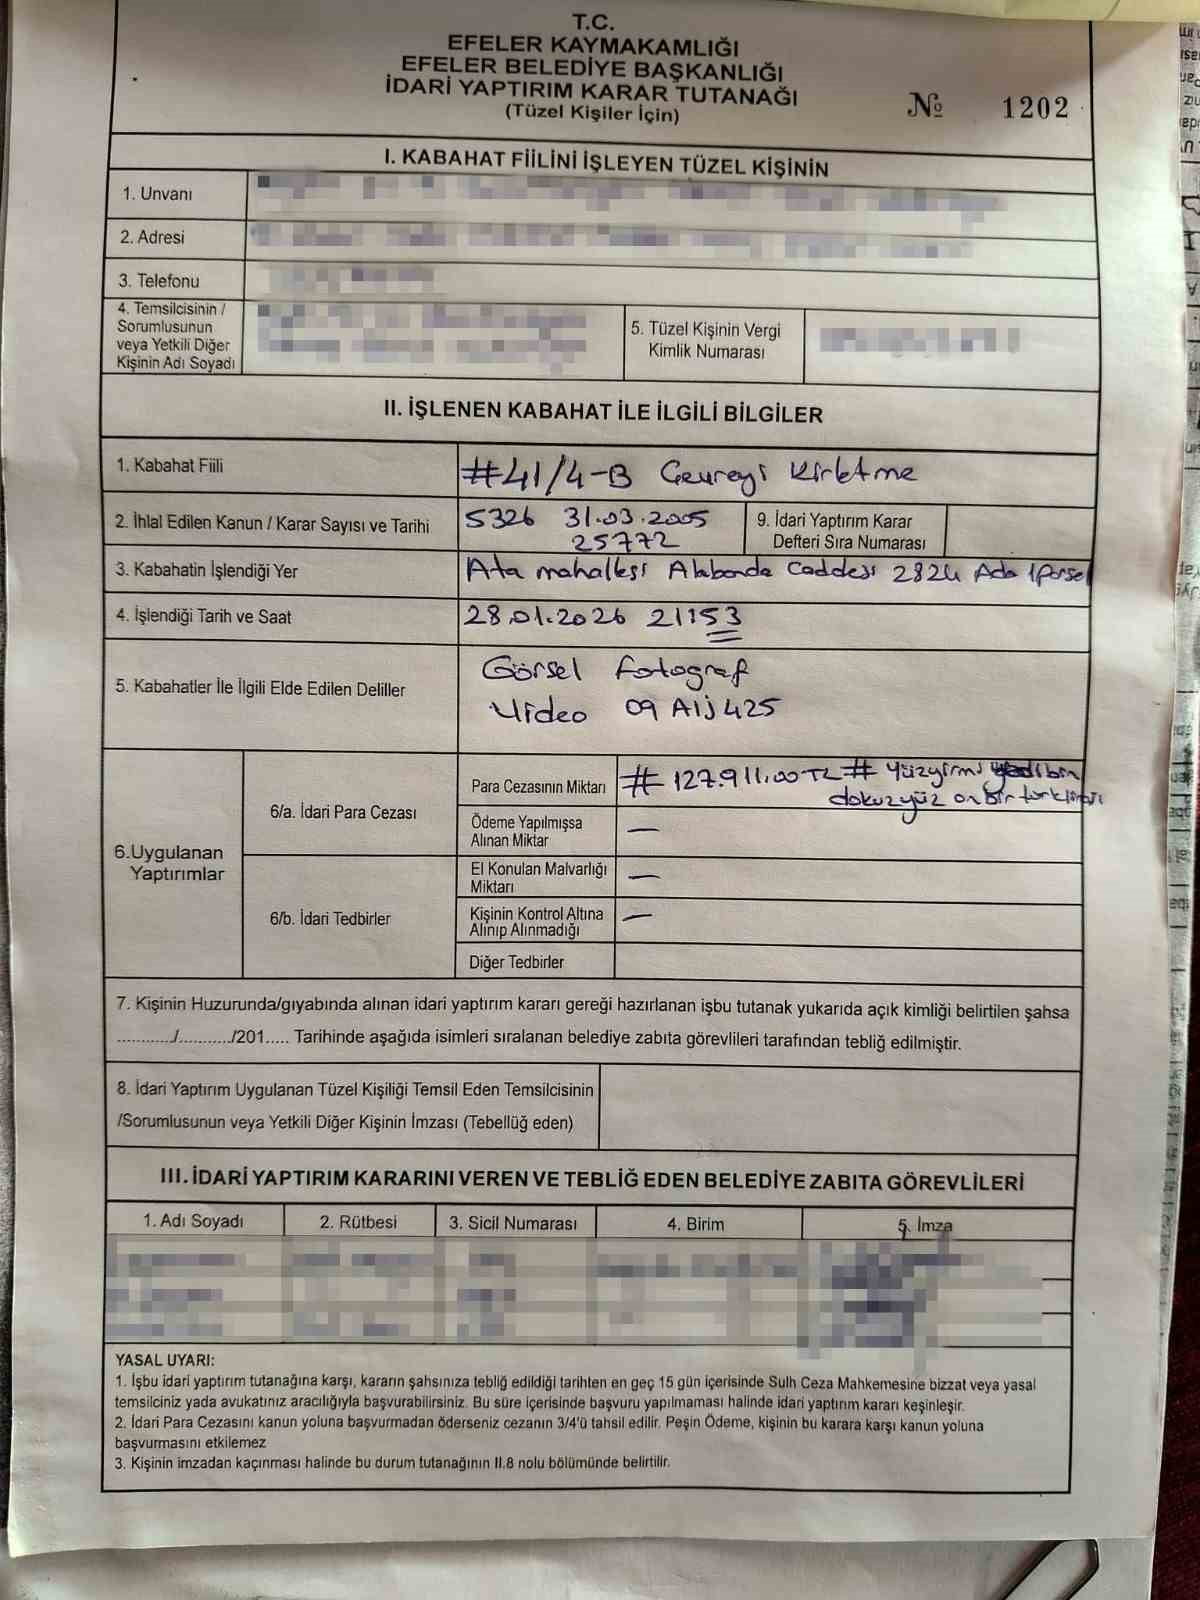 T.C.
EFELER KAYMAKAMLIĞI
EFELER BELEDİYE BAŞKANLIĞI
İDARİ YAPTIRIM KARAR TUTANAĞI
(Tüzel Kişiler İçin)
№ 1202
I. KABAHAT FİİLİNİ İŞLEYEN TÜZEL KİŞİNİN
1. Unvanı
2. Adresi
3. Telefonu
4. Temsilcisinin /
Sorumlusunun
veya Yetkili Diğer
Kişinin Adı Soyadı
5. Tüzel Kişinin Vergi
Kimlik Numarası
II. İŞLENEN KABAHAT İLE İLGİLİ BİLGİLER
1. Kabahat Fiili
#41/4-B Çevreyi Kirletme
2. İhlal Edilen Kanun / Karar Sayısı ve Tarihi
5326 31.03.2005
25772
9. İdari Yaptırım Karar
Defteri Sıra Numarası
3. Kabahatin İşlendiği Yer
Ata mahallesi Alabanda Caddesi 2824 Ada 1 Parsel
4. İşlendiği Tarih ve Saat
28.01.2026 21:53
5. Kabahatler İle İlgili Elde Edilen Deliller
Görsel Fotograf
Video 09 AIJ 425
6.Uygulanan
Yaptırımlar
6/a. İdari Para Cezası
Para Cezasının Miktarı
# 127.911.00 TL # Yüzyirmi yedibin
dokuzyüz onbir türk lirası
Ödeme Yapılmışsa
Alınan Miktar
—
6/b. İdari Tedbirler
El Konulan Malvarlığı
Miktarı
—
Kişinin Kontrol Altına
Alınıp Alınmadığı
—
Diğer Tedbirler
7. Kişinin Huzurunda/gıyabında alınan idari yaptırım kararı gereği hazırlanan işbu tutanak yukarıda açık kimliği belirtilen şahsa
.........../.........../201..... Tarihinde aşağıda isimleri sıralanan belediye zabıta görevlileri tarafından tebliğ edilmiştir.
8. İdari Yaptırım Uygulanan Tüzel Kişiliği Temsil Eden Temsilcisinin
/Sorumlusunun veya Yetkili Diğer Kişinin İmzası (Tebellüğ eden)
III. İDARİ YAPTIRIM KARARINI VEREN VE TEBLİĞ EDEN BELEDİYE ZABITA GÖREVLİLERİ
1. Adı Soyadı
2. Rütbesi
3. Sicil Numarası
4. Birim
5. İmza
YASAL UYARI:
1. İşbu idari yaptırım tutanağına karşı, kararın şahsınıza tebliğ edildiği tarihten en geç 15 gün içerisinde Sulh Ceza Mahkemesine bizzat veya yasal
temsilciniz yada avukatınız aracılığıyla başvurabilirsiniz. Bu süre içerisinde başvuru yapılmaması halinde idari yaptırım kararı keşinleşir.
2. İdari Para Cezasını kanun yoluna başvurmadan öderseniz cezanın 3/4'ü tahsil edilir. Peşin Ödeme, kişinin bu karara karşı kanun yoluna
başvurmasını etkilemez
3. Kişinin imzadan kaçınması halinde bu durum tutanağının II.8 nolu bölümünde belirtilir.